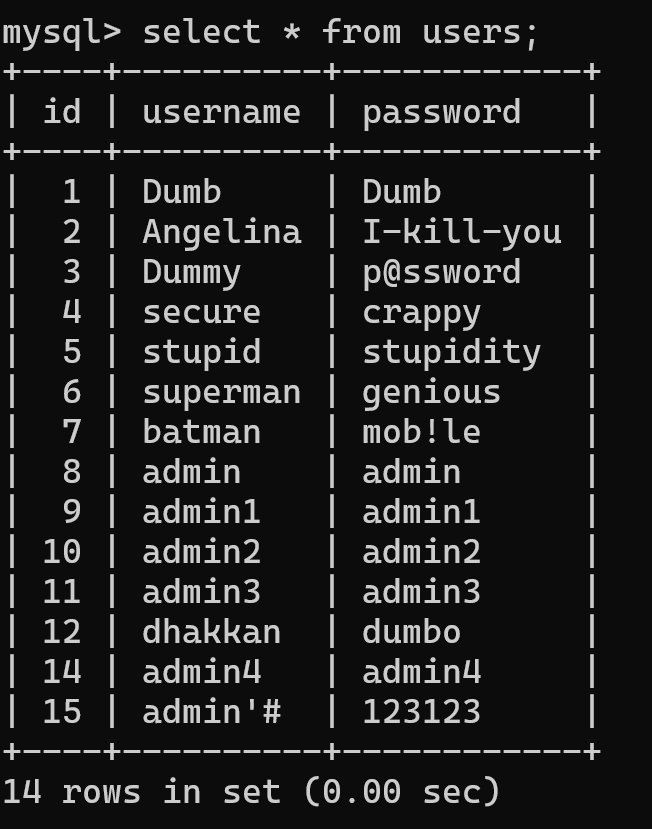 mysql> select * from users;
+----+----------+------------+
| id | username | password   |
+----+----------+------------+
|  1 | Dumb     | Dumb       |
|  2 | Angelina | I-kill-you |
|  3 | Dummy    | p@ssword   |
|  4 | secure   | crappy     |
|  5 | stupid   | stupidity  |
|  6 | superman | genious    |
|  7 | batman   | mob!le     |
|  8 | admin    | admin      |
|  9 | admin1   | admin1     |
| 10 | admin2   | admin2     |
| 11 | admin3   | admin3     |
| 12 | dhakkan  | dumbo      |
| 14 | admin4   | admin4     |
| 15 | admin'#  | 123123     |
+----+----------+------------+
14 rows in set (0.00 sec)